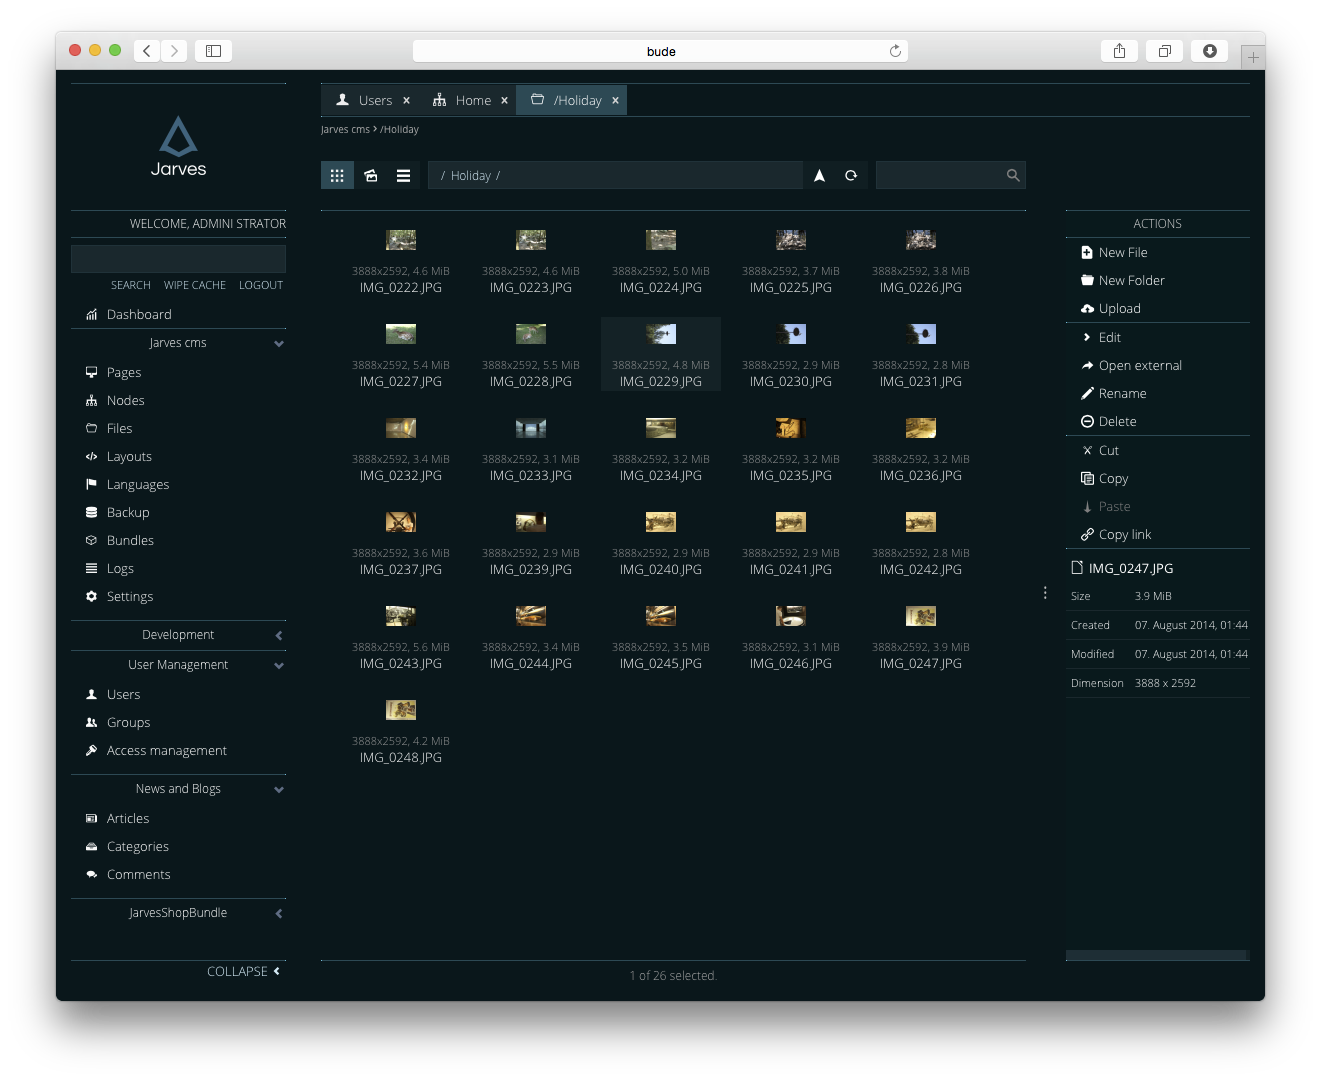 bude
Jarves
WELCOME, ADMINI STRATOR
SEARCH WIPE CACHE LOGOUT
Dashboard
Jarves cms
Pages
Nodes
Files
Layouts
Languages
Backup
Bundles
Logs
Settings
Development
User Management
Users
Groups
Access management
News and Blogs
Articles
Categories
Comments
JarvesShopBundle
COLLAPSE
Users x Home x /Holiday x
Jarves cms > /Holiday
/ Holiday /
3888x2592, 4.6 MiB 3888x2592, 4.6 MiB 3888x2592, 5.0 MiB 3888x2592, 3.7 MiB 3888x2592, 3.8 MiB
IMG_0222.JPG IMG_0223.JPG IMG_0224.JPG IMG_0225.JPG IMG_0226.JPG
3888x2592, 5.4 MiB 3888x2592, 5.5 MiB 3888x2592, 4.8 MiB 3888x2592, 2.9 MiB 3888x2592, 2.8 MiB
IMG_0227.JPG IMG_0228.JPG IMG_0229.JPG IMG_0230.JPG IMG_0231.JPG
3888x2592, 3.4 MiB 3888x2592, 3.1 MiB 3888x2592, 3.2 MiB 3888x2592, 3.2 MiB 3888x2592, 3.2 MiB
IMG_0232.JPG IMG_0233.JPG IMG_0234.JPG IMG_0235.JPG IMG_0236.JPG
3888x2592, 3.6 MiB 3888x2592, 2.9 MiB 3888x2592, 2.9 MiB 3888x2592, 2.9 MiB 3888x2592, 2.8 MiB
IMG_0237.JPG IMG_0239.JPG IMG_0240.JPG IMG_0241.JPG IMG_0242.JPG
3888x2592, 5.6 MiB 3888x2592, 3.4 MiB 3888x2592, 3.5 MiB 3888x2592, 3.1 MiB 3888x2592, 3.9 MiB
IMG_0243.JPG IMG_0244.JPG IMG_0245.JPG IMG_0246.JPG IMG_0247.JPG
3888x2592, 4.2 MiB
IMG_0248.JPG
1 of 26 selected.
ACTIONS
New File
New Folder
Upload
Edit
Open external
Rename
Delete
Cut
Copy
Paste
Copy link
IMG_0247.JPG
Size 3.9 MiB
Created 07. August 2014, 01:44
Modified 07. August 2014, 01:44
Dimension 3888 x 2592